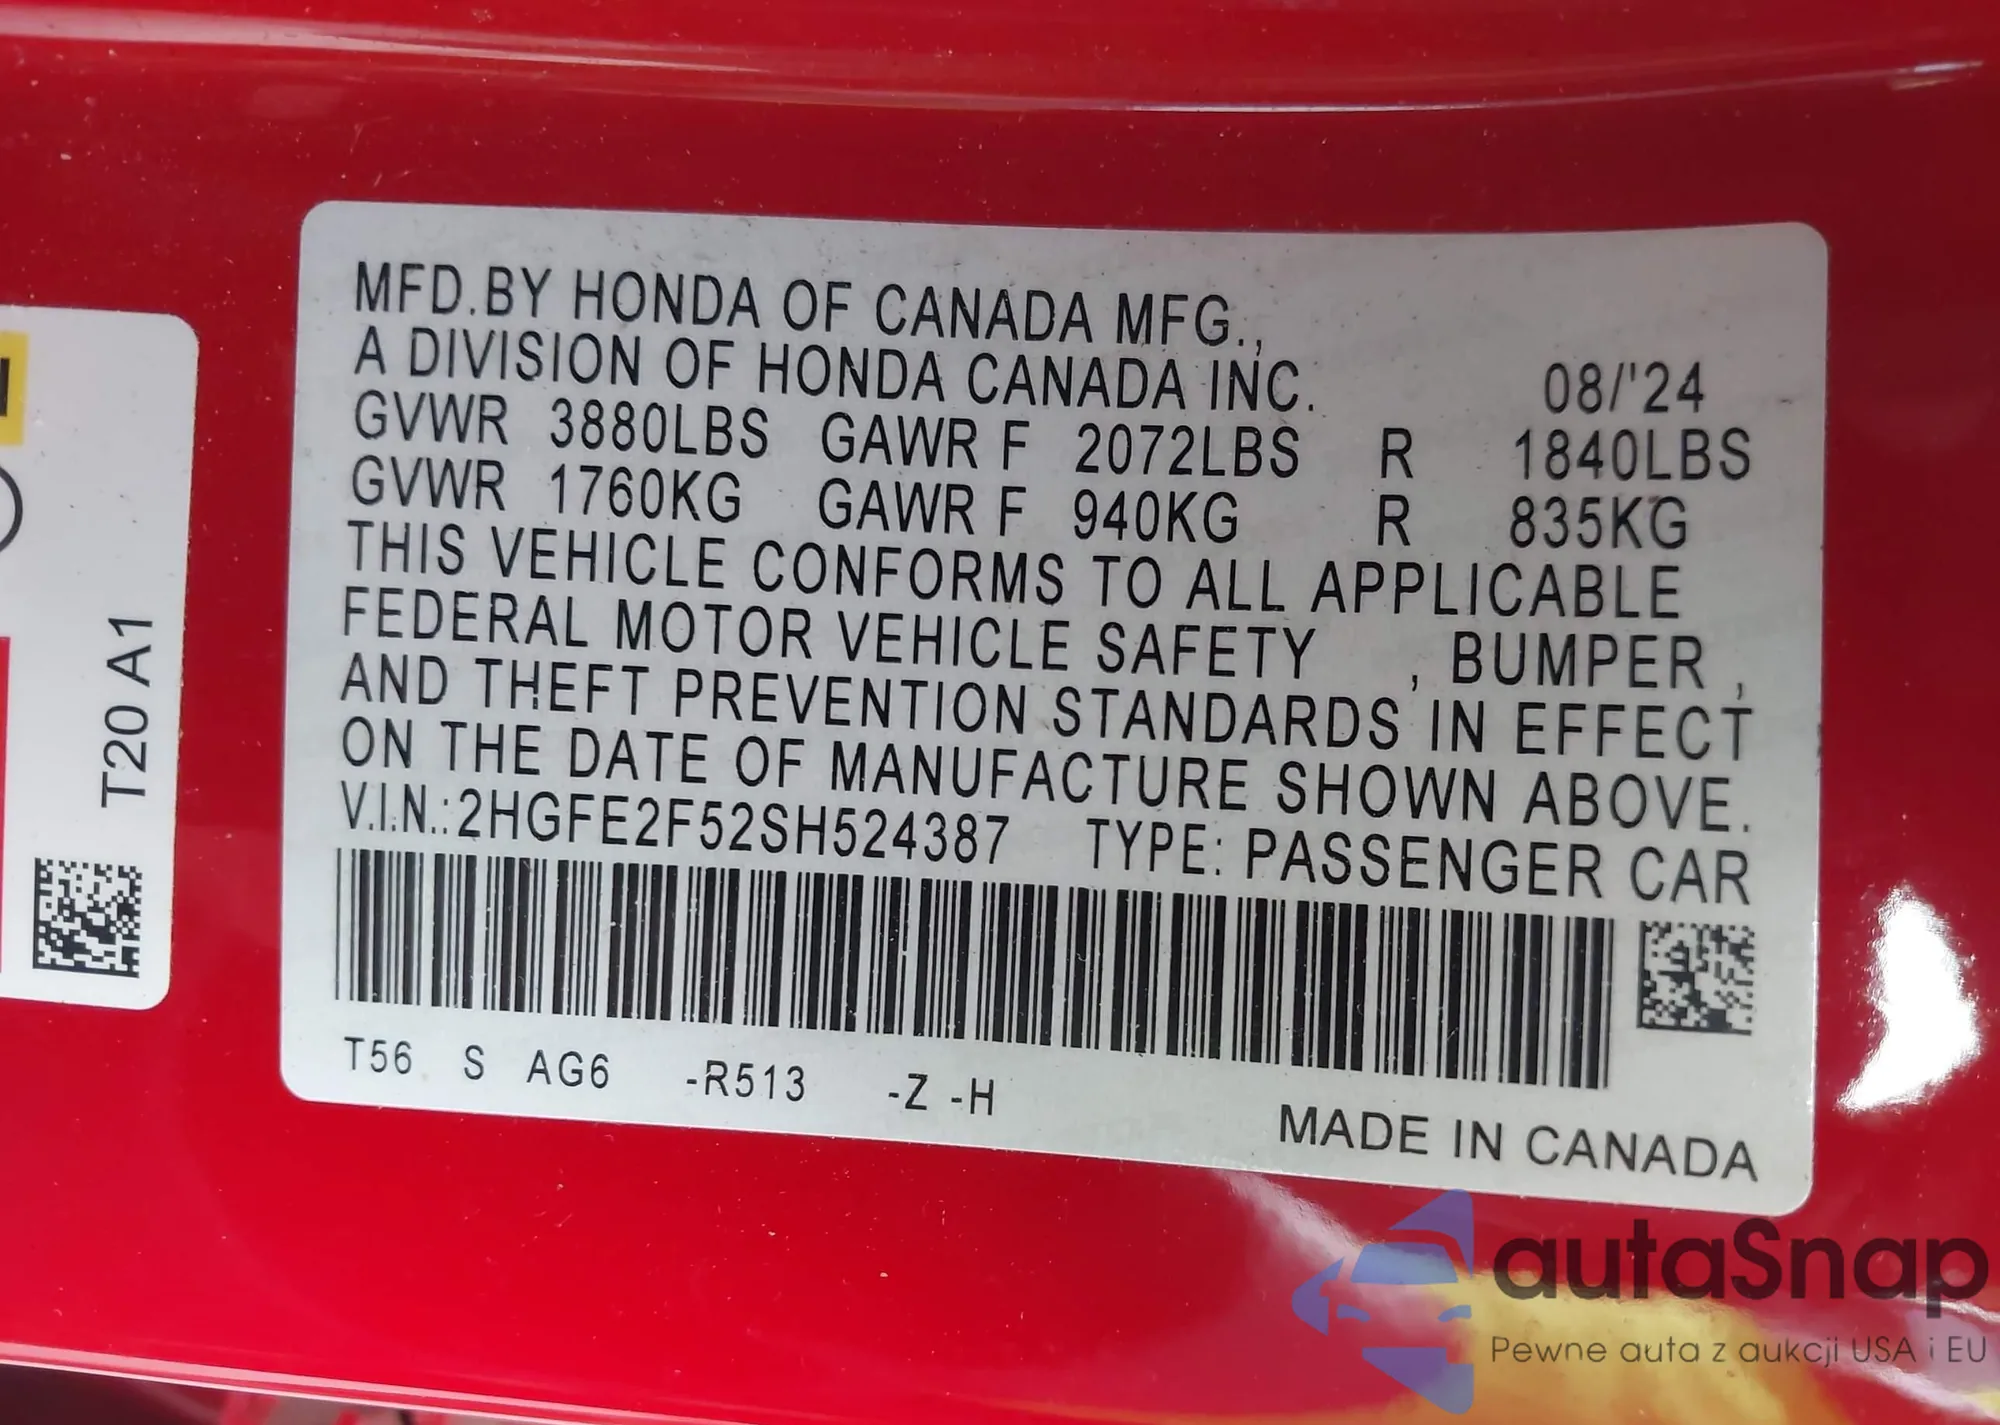 MFD.BY HONDA OF CANADA MFG.,
A DIVISION OF HONDA CANADA INC. 08/'24
GVWR 3880LBS GAWR F 2072LBS R 1840LBS
GVWR 1760KG GAWR F 940KG R 835KG
THIS VEHICLE CONFORMS TO ALL APPLICABLE
FEDERAL MOTOR VEHICLE SAFETY , BUMPER ,
AND THEFT PREVENTION STANDARDS IN EFFECT
ON THE DATE OF MANUFACTURE SHOWN ABOVE.
V.I.N.:2HGFE2F52SH524387 TYPE: PASSENGER CAR
T56 S AG6 -R513 -Z -H
MADE IN CANADA
T20 A1
autaSnap
Pewne auta z aukcji USA i EU